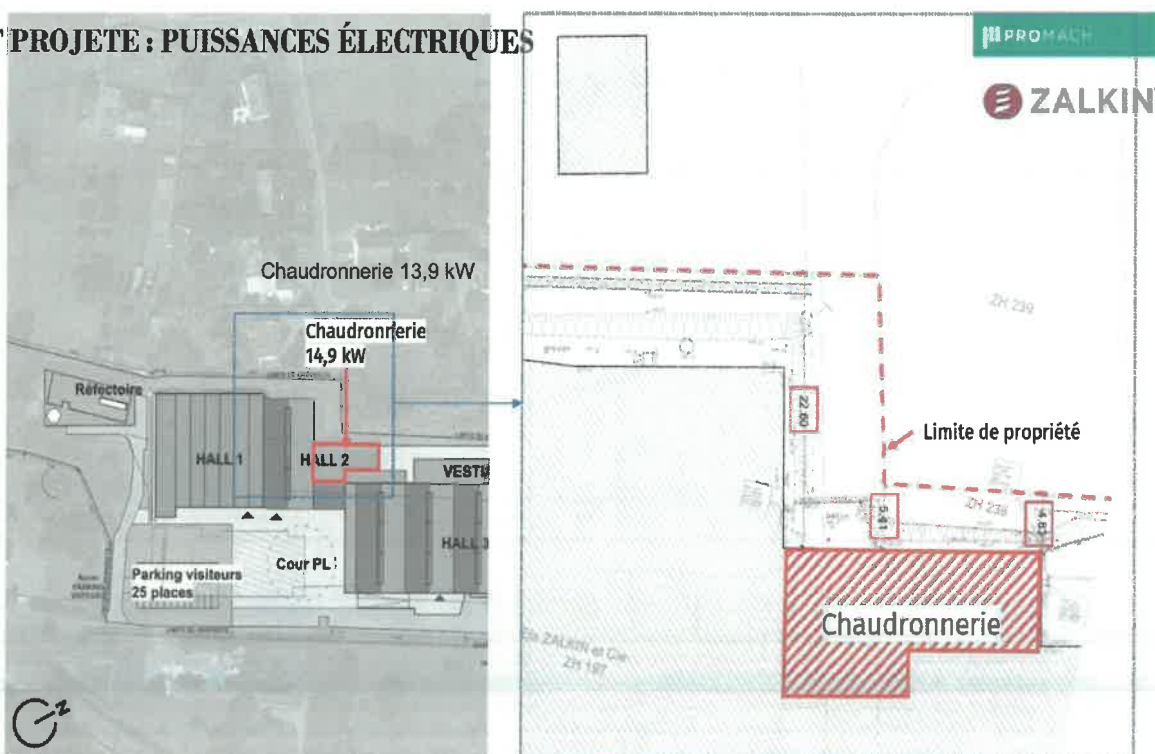 PROJETE : PUISSANCES ÉLECTRIQUES
PROMACH
ZALKIN
Chaudronnerie 13,9 kW
Chaudronnerie
14,9 kW
Réfectoire
HALL 1
HALL 2
VESTI
HALL 3
Cour PL
Parking visiteurs
25 places
ZH 239
22.60
Limite de propriété
5.41
ZH 238
4.83
Chaudronnerie
Ets ZALKIN et Cie
ZH 197
Z